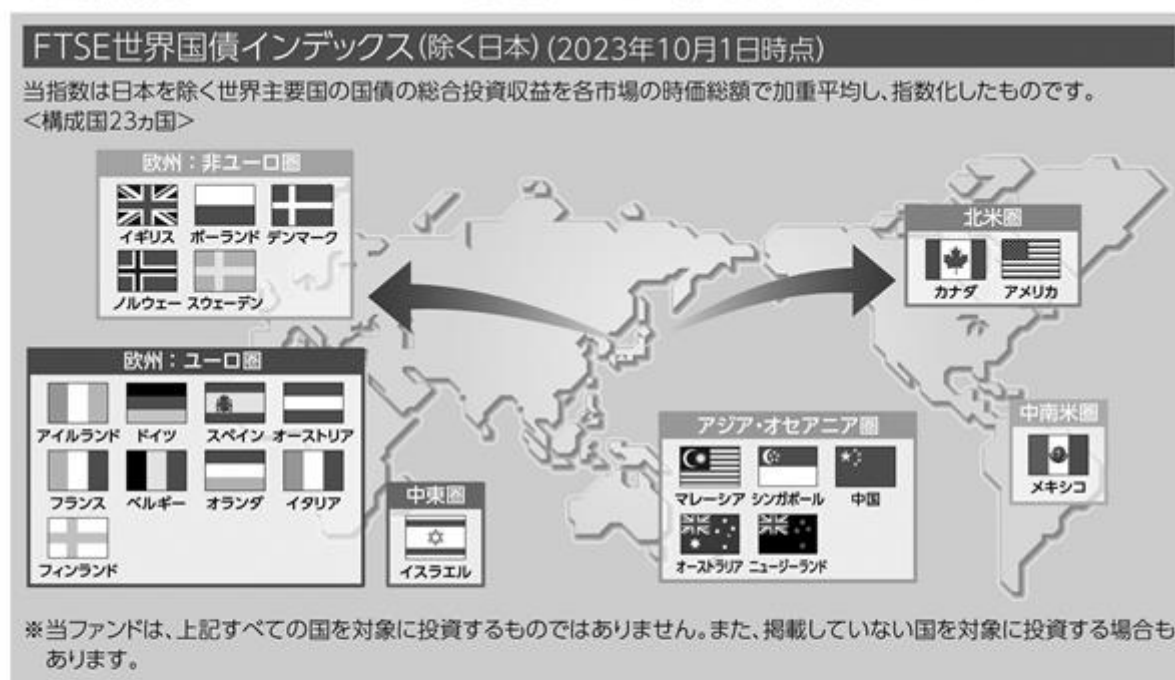 FTSE世界国債インデックス(除く日本)(2023年10月1日時点)
当指数は日本を除く世界主要国の国債の総合投資収益を各市場の時価総額で加重平均し、指数化したものです。
<構成国23ヵ国>
欧州:非ユーロ圏
イギリス ポーランド デンマーク
ノルウェー スウェーデン
北米圏
カナダ アメリカ
欧州:ユーロ圏
アイルランド ドイツ スペイン オーストリア
フランス ベルギー オランダ イタリア
フィンランド
中東圏
イスラエル
アジア・オセアニア圏
マレーシア シンガポール 中国
オーストラリア ニュージーランド
中南米圏
メキシコ
※当ファンドは、上記すべての国を対象に投資するものではありません。また、掲載していない国を対象に投資する場合も
あります。